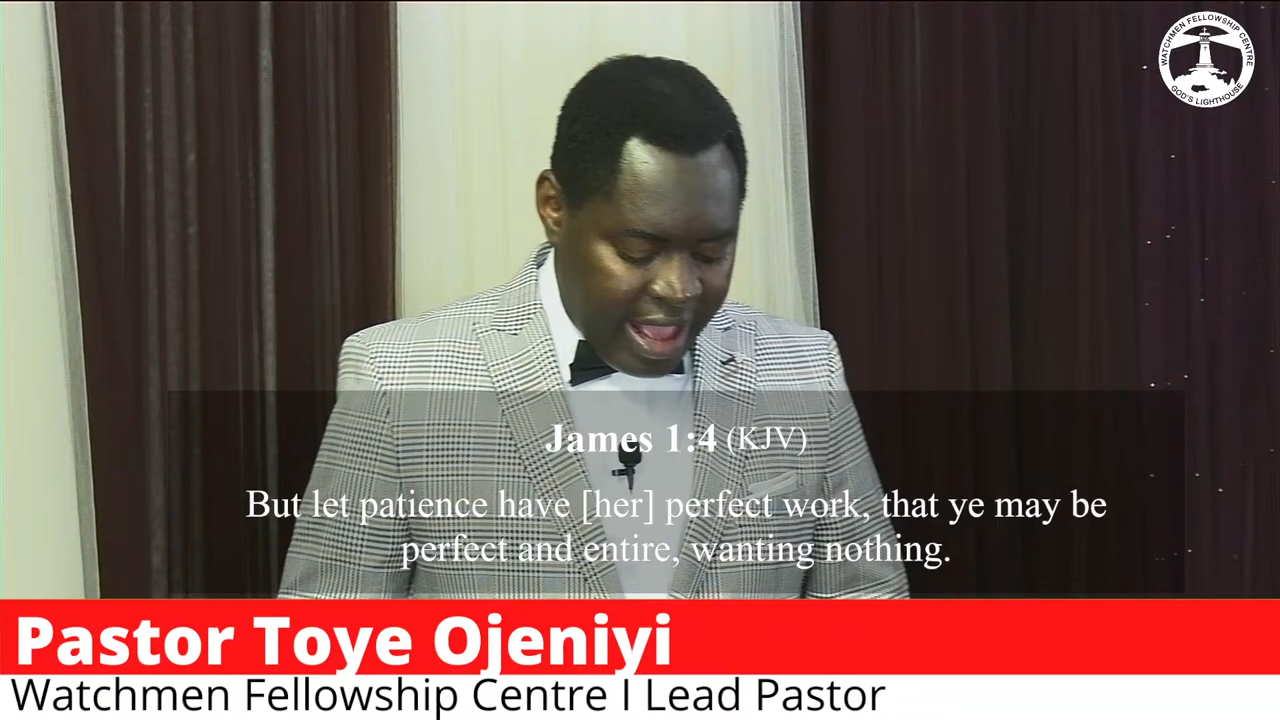 WATCHMEN FELLOWSHIP CENTRE
GOD'S LIGHTHOUSE
James 1:4 (KJV)
But let patience have [her] perfect work, that ye may be
perfect and entire, wanting nothing.
Pastor Toye Ojeniyi
Watchmen Fellowship Centre I Lead Pastor